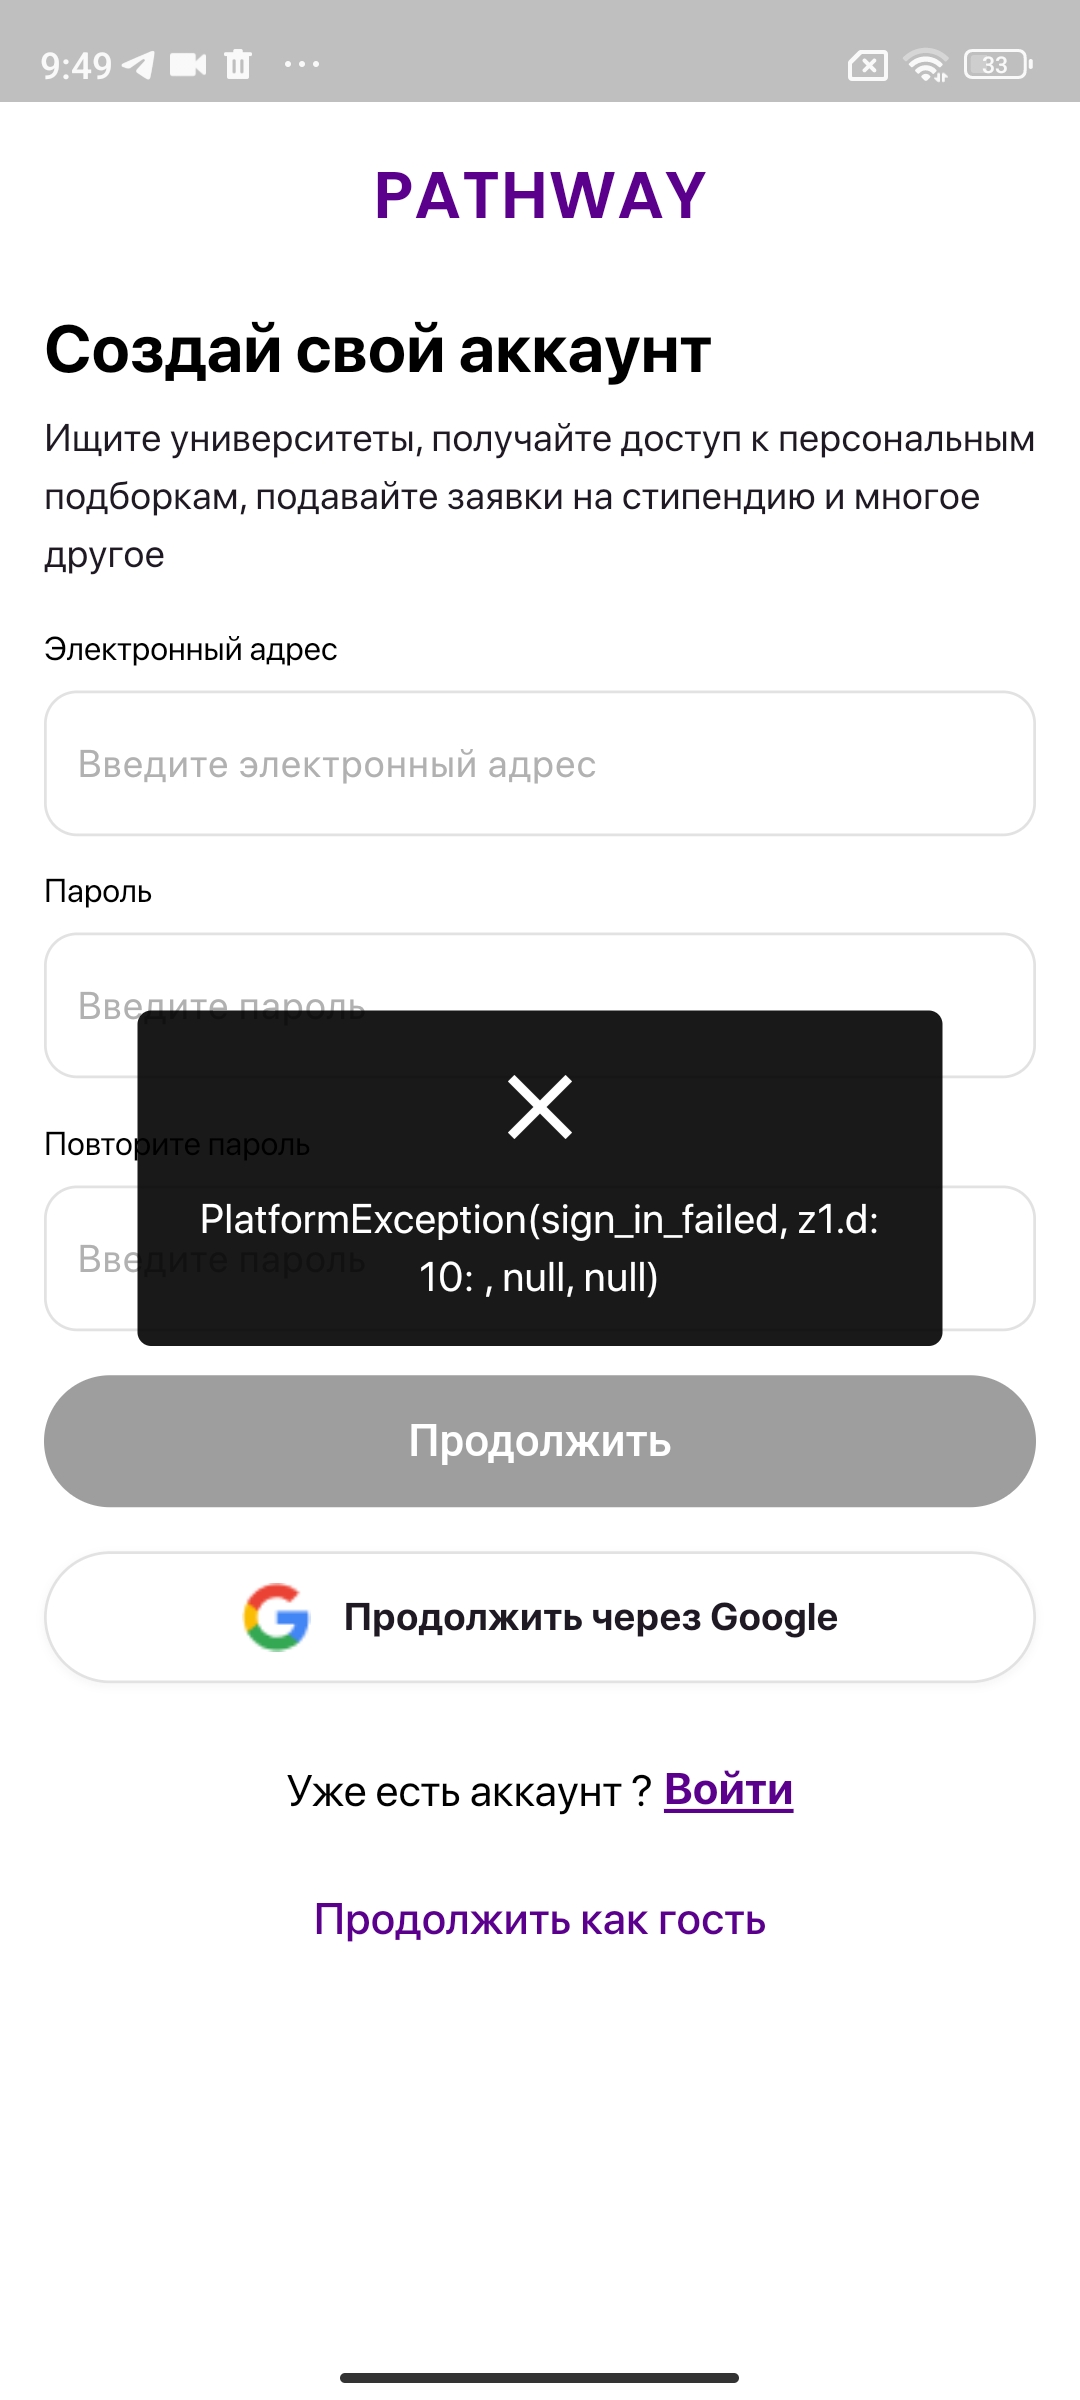 9:49
33
PATHWAY
Создай свой аккаунт
Ищите университеты, получайте доступ к персональным
подборкам, подавайте заявки на стипендию и многое
другое
Электронный адрес
Введите электронный адрес
Пароль
Введите пароль
Повторите пароль
Введите пароль
PlatformException(sign_in_failed, z1.d:
10: , null, null)
Продолжить
Продолжить через Google
Уже есть аккаунт ? Войти
Продолжить как гость